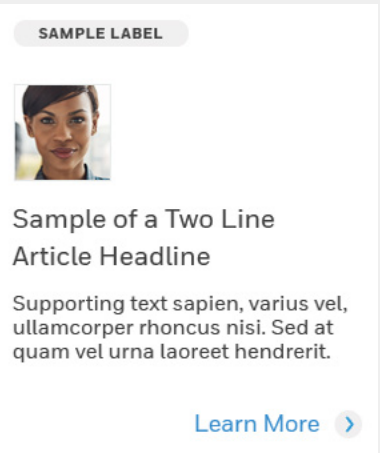 SAMPLE LABEL
Sample of a Two Line
Article Headline
Supporting text sapien, varius vel,
ullamcorper rhoncus nisi. Sed at
quam vel urna laoreet hendrerit.
Learn More